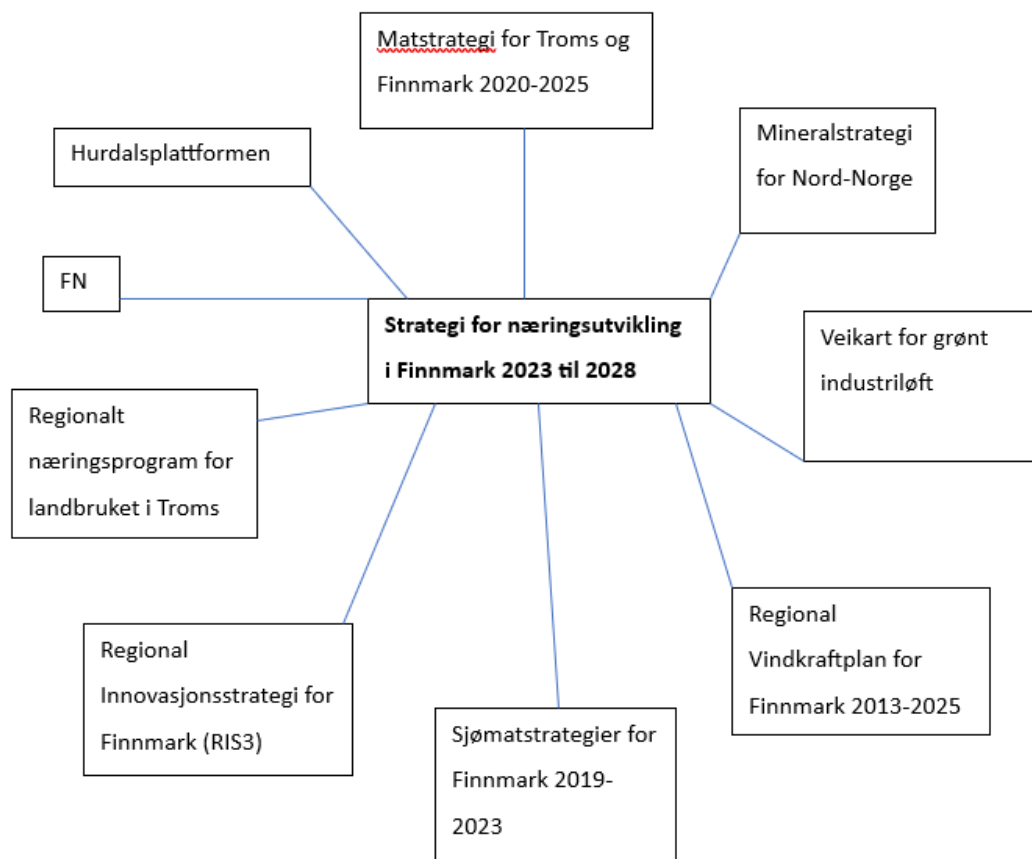 Matstrategi for Troms og
Finnmark 2020-2025
Hurdalsplattformen
Mineralstrategi
for Nord-Norge
FN
Strategi for næringsutvikling
i Finnmark 2023 til 2028
Veikart for grønt
industriløft
Regionalt
næringsprogram for
landbruket i Troms
Regional
Vindkraftplan for
Finnmark 2013-2025
Regional
Innovasjonsstrategi for
Finnmark (RIS3)
Sjømatstrategier for
Finnmark 2019-
2023